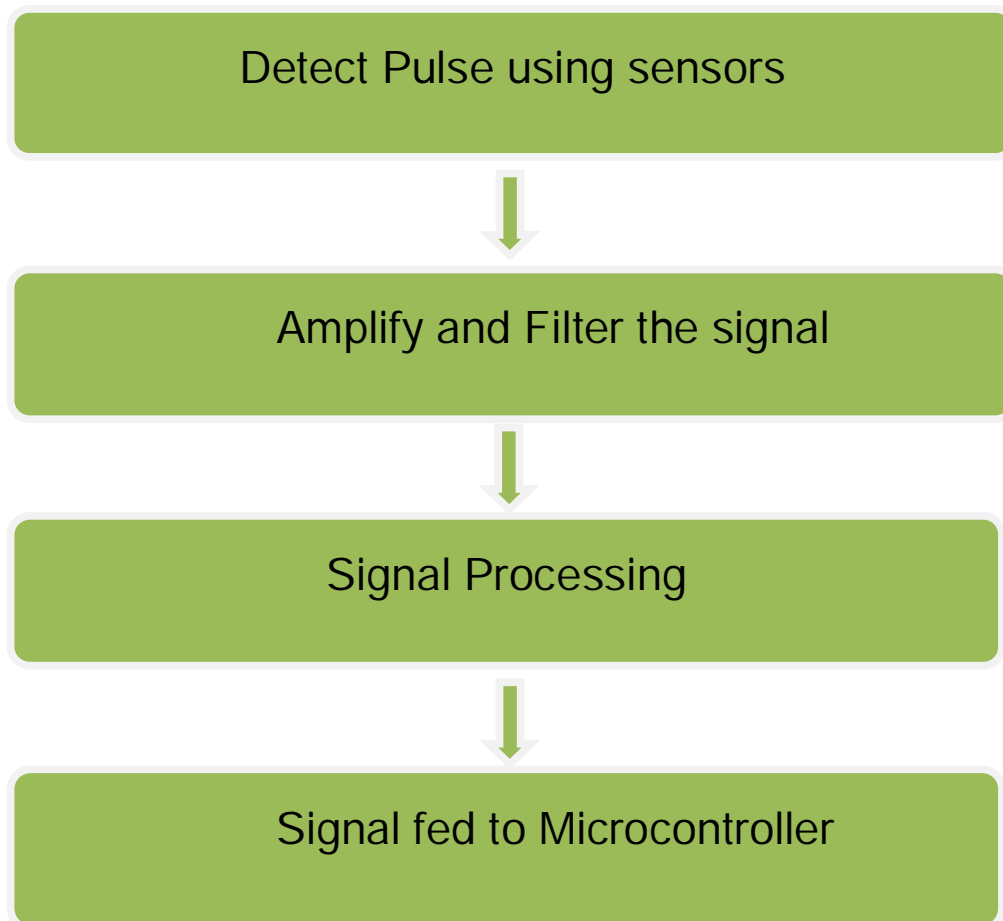 Detect Pulse using sensors
Amplify and Filter the signal
Signal Processing
Signal fed to Microcontroller